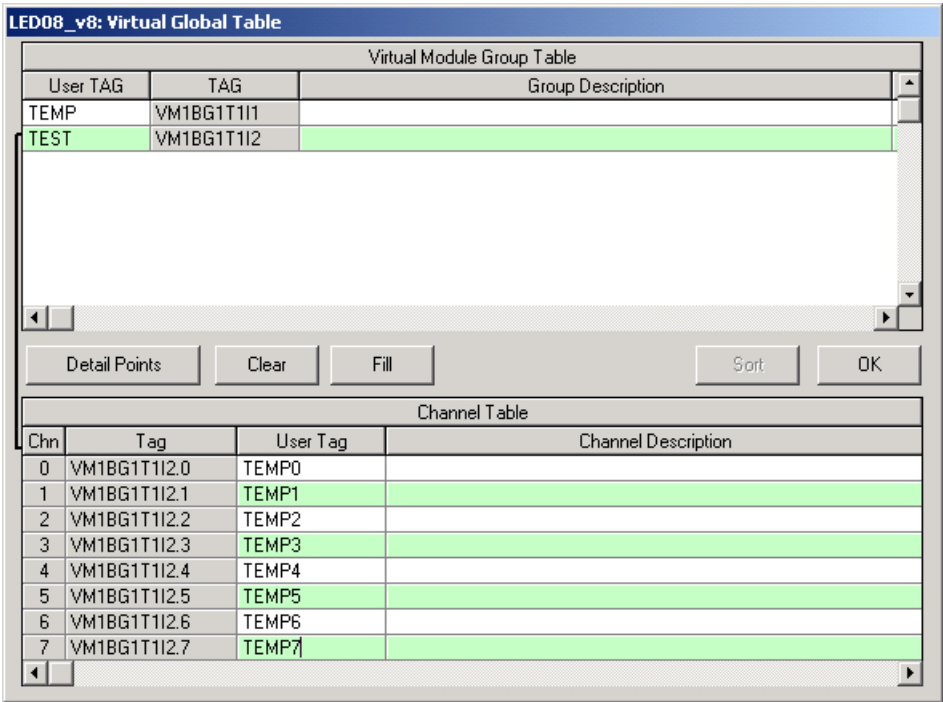 LED08_v8: Virtual Global Table
Virtual Module Group Table
User TAG TAG Group Description
TEMP VM1BG1T1I1
TEST VM1BG1T1I2
Detail Points Clear Fill Sort OK
Channel Table
Chn Tag User Tag Channel Description
0 VM1BG1T1I2.0 TEMP0
1 VM1BG1T1I2.1 TEMP1
2 VM1BG1T1I2.2 TEMP2
3 VM1BG1T1I2.3 TEMP3
4 VM1BG1T1I2.4 TEMP4
5 VM1BG1T1I2.5 TEMP5
6 VM1BG1T1I2.6 TEMP6
7 VM1BG1T1I2.7 TEMP7